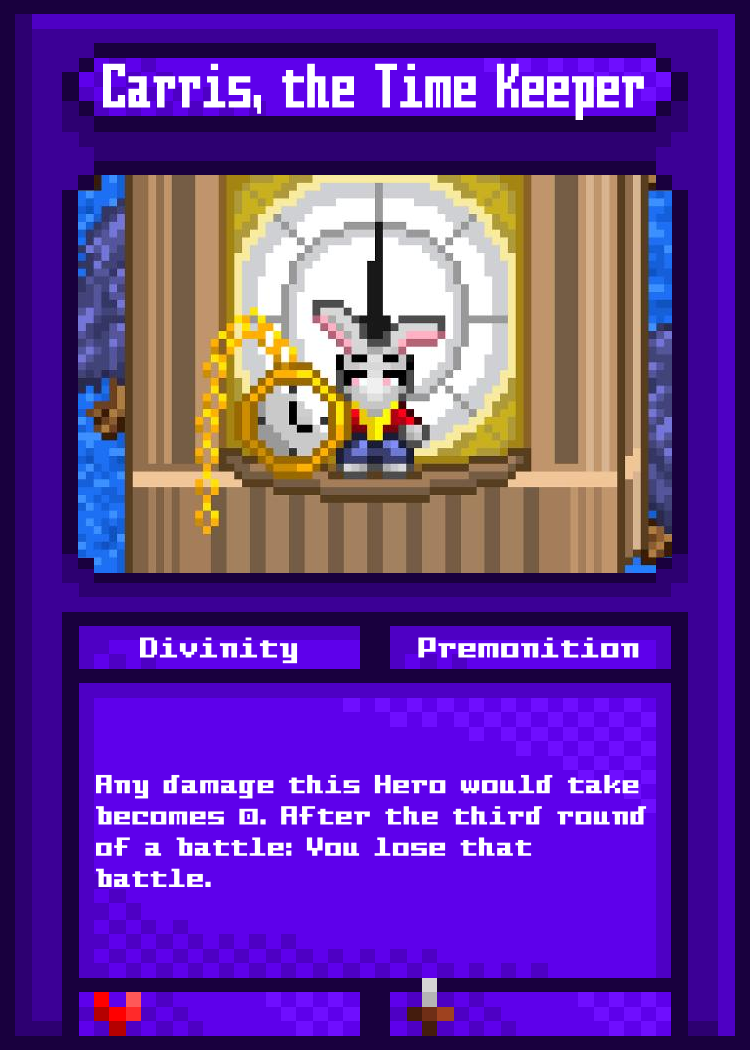 Carris, the Time Keeper
Divinity
Premonition
Any damage this Hero would take
becomes 0. After the third round
of a battle: You lose that
battle.